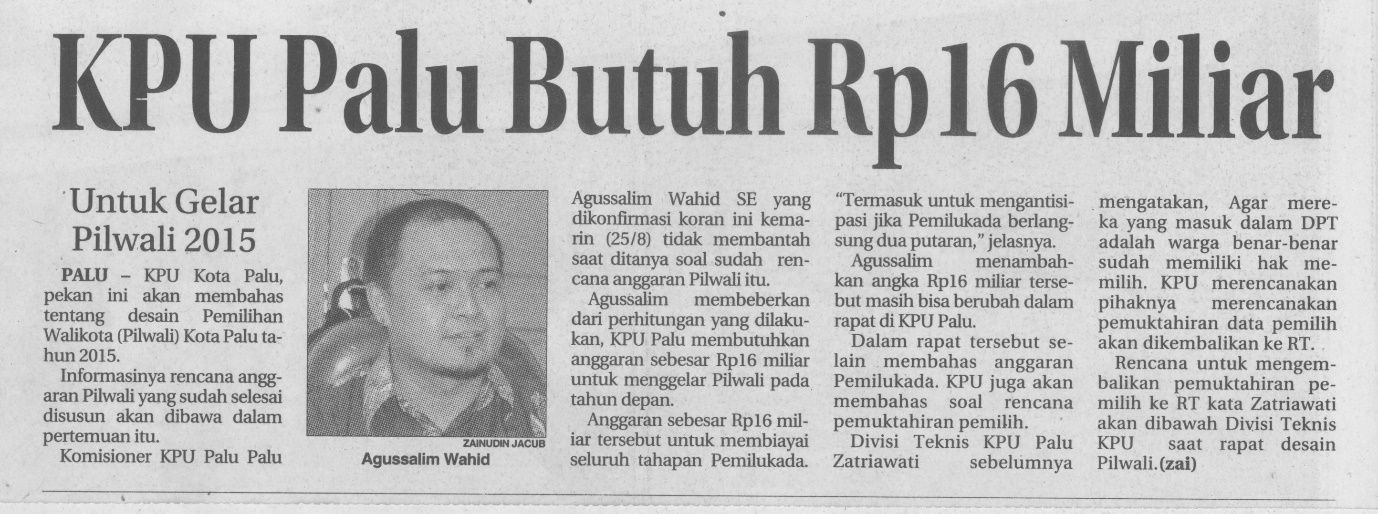 KPU Palu Butuh Rp16 Miliar
Untuk Gelar
Pilwali 2015
PALU – KPU Kota Palu,
pekan ini akan membahas
tentang desain Pemilihan
Walikota (Pilwali) Kota Palu ta-
hun 2015.
Informasinya rencana angg-
aran Pilwali yang sudah selesai
disusun akan dibawa dalam
pertemuan itu.
Komisioner KPU Palu Palu
ZAINUDIN JACUB
Agussalim Wahid
Agussalim Wahid SE yang
dikonfirmasi koran ini kema-
rin (25/8) tidak membantah
saat ditanya soal sudah ren-
cana anggaran Pilwali itu.
Agussalim membeberkan
dari perhitungan yang dilaku-
kan, KPU Palu membutuhkan
anggaran sebesar Rp16 miliar
untuk menggelar Pilwali pada
tahun depan.
Anggaran sebesar Rp16 mil-
iar tersebut untuk membiayai
seluruh tahapan Pemilukada.
“Termasuk untuk mengantisi-
pasi jika Pemilukada berlang-
sung dua putaran,” jelasnya.
Agussalim menambah-
kan angka Rp16 miliar terse-
but masih bisa berubah dalam
rapat di KPU Palu.
Dalam rapat tersebut se-
lain membahas anggaran
Pemilukada. KPU juga akan
membahas soal rencana
pemuktahiran pemilih.
Divisi Teknis KPU Palu
Zatriawati sebelumnya
mengatakan, Agar mere-
ka yang masuk dalam DPT
adalah warga benar-benar
sudah memiliki hak me-
milih. KPU merencanakan
pihaknya merencanakan
pemuktahiran data pemilih
akan dikembalikan ke RT.
Rencana untuk mengem-
balikan pemuktahiran pe-
milih ke RT kata Zatriawati
akan dibawah Divisi Teknis
KPU saat rapat desain
Pilwali.(zai)